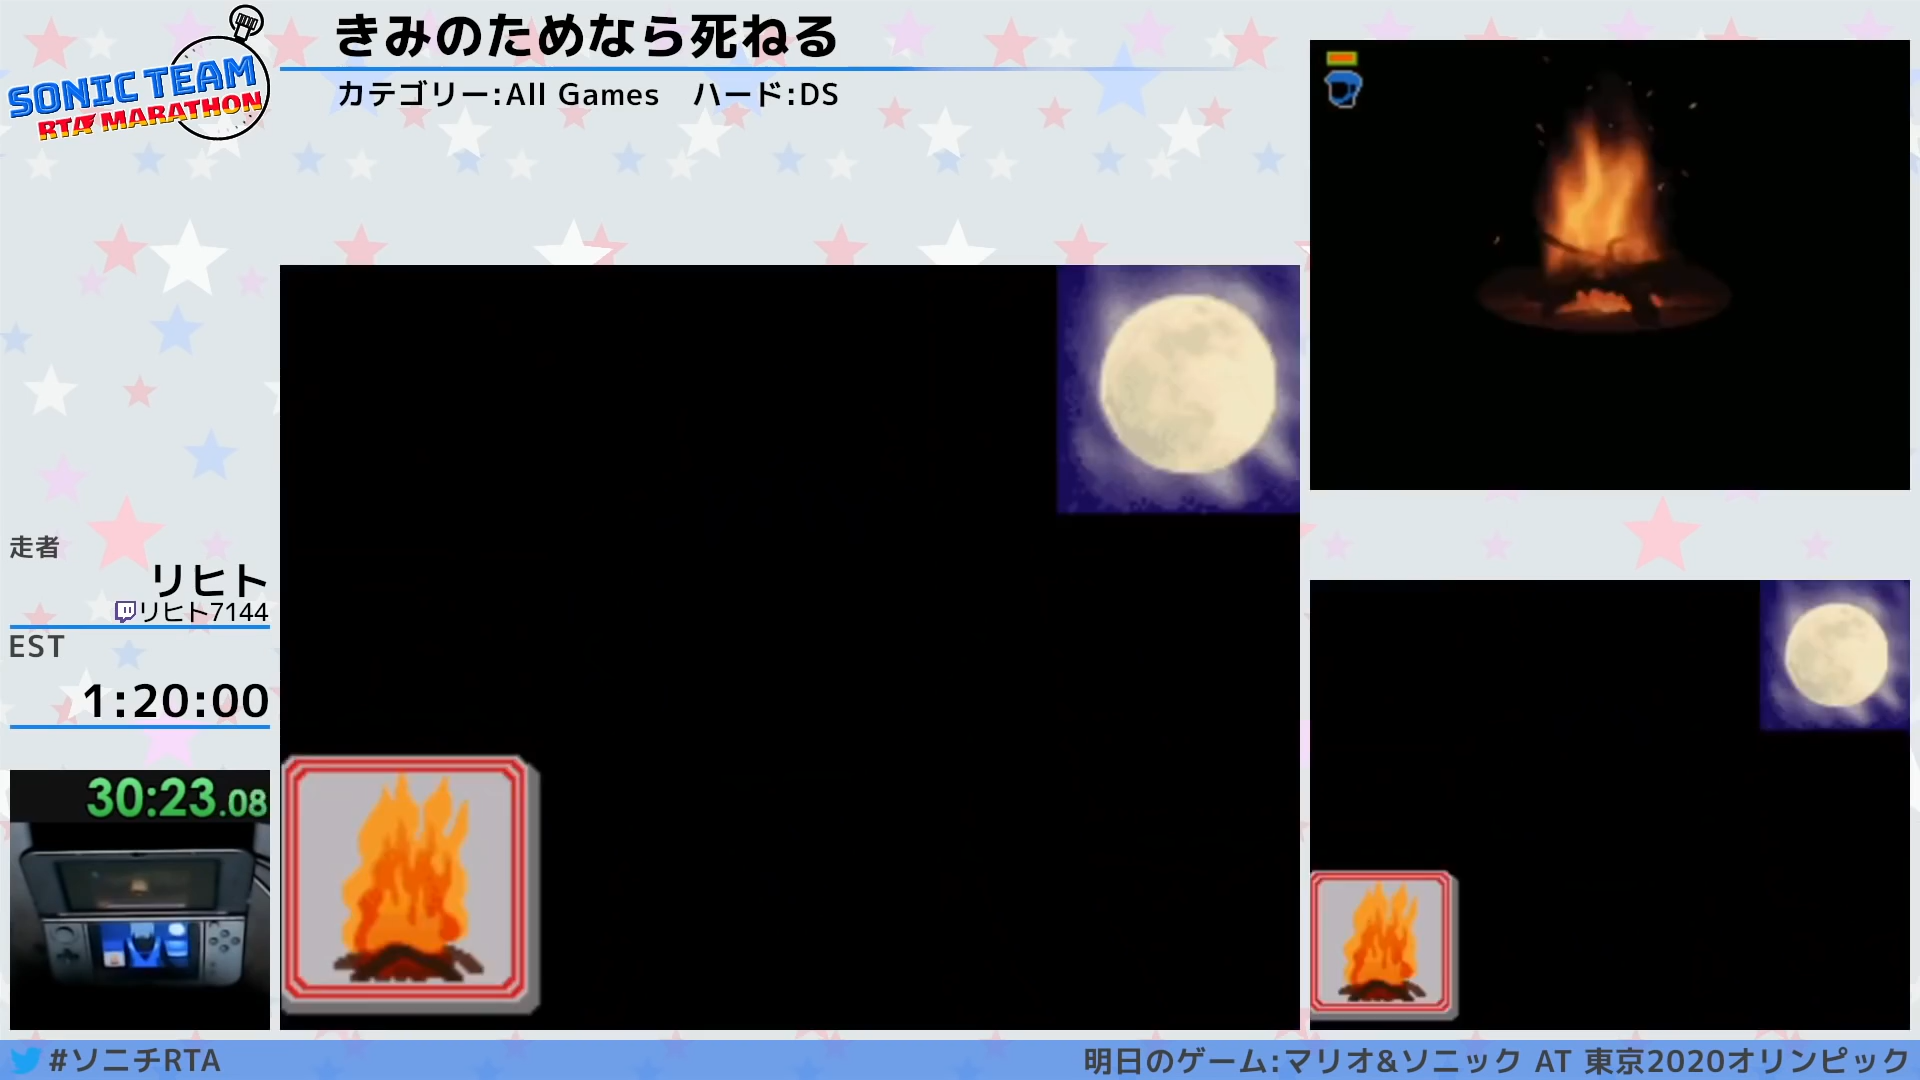 SONIC TEAM
RTA MARATHON
きみのためなら死ねる
カテゴリー:All Games ハード:DS
走者
リヒト
リヒト7144
EST
1:20:00
30:23.08
#ソニチRTA
明日のゲーム:マリオ&ソニック AT 東京2020オリンピック